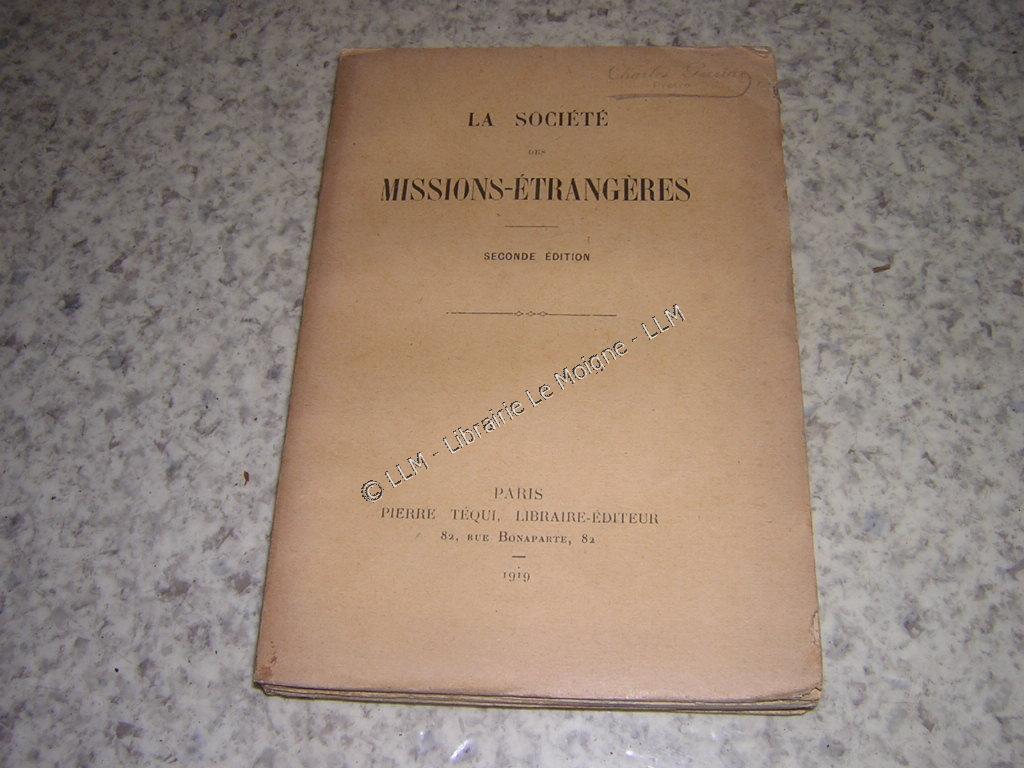 Charles
LA SOCIÉTÉ
DES
MISSIONS-ÉTRANGÈRES
SECONDE ÉDITION
© LLM - Librairie Le Moigne - LLM
PARIS
PIERRE TÉQUI, LIBRAIRE-ÉDITEUR
82, RUE BONAPARTE, 82
1919